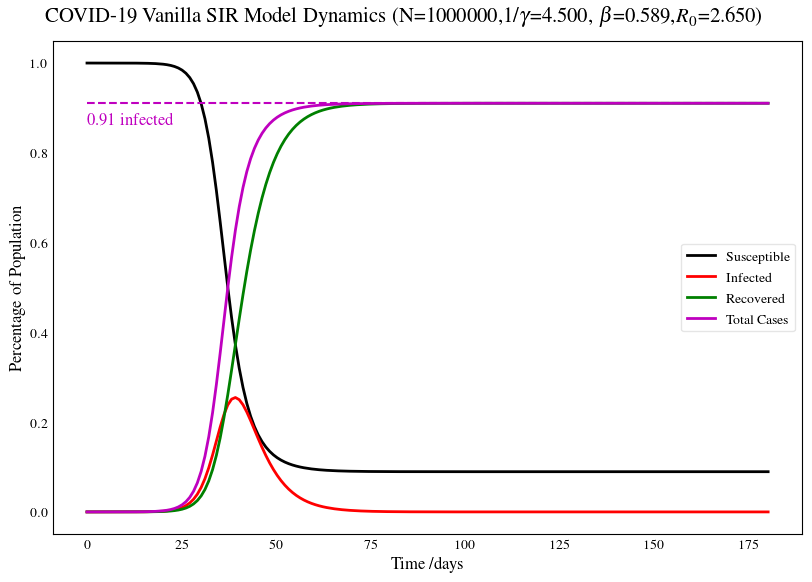 COVID-19 Vanilla SIR Model Dynamics (N=1000000,1/γ=4.500, β=0.589,R₀=2.650)
1.0
0.91 infected
0.8
0.6
0.4
0.2
0.0
Percentage of Population
Susceptible
Infected
Recovered
Total Cases
0 25 50 75 100 125 150 175
Time /days